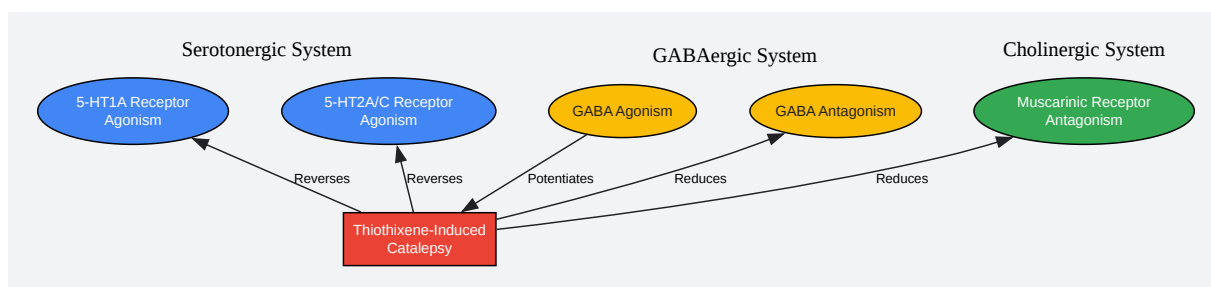 Serotonergic System
GABAergic System
Cholinergic System
5-HT1A Receptor
Agonism
5-HT2A/C Receptor
Agonism
GABA Agonism
GABA Antagonism
Muscarinic Receptor
Antagonism
Reverses
Reverses
Potentiates
Reduces
Reduces
Thiothixene-Induced
Catalepsy